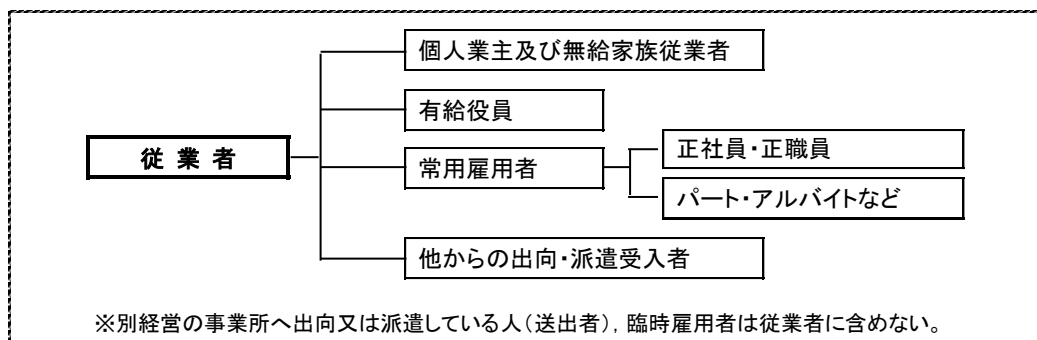 個人業主及び無給家族従業者
有給役員
従 業 者
常用雇用者
正社員・正職員
パート・アルバイトなど
他からの出向・派遣受入者
※別経営の事業所へ出向又は派遣している人（送出者），臨時雇用者は従業者に含めない。